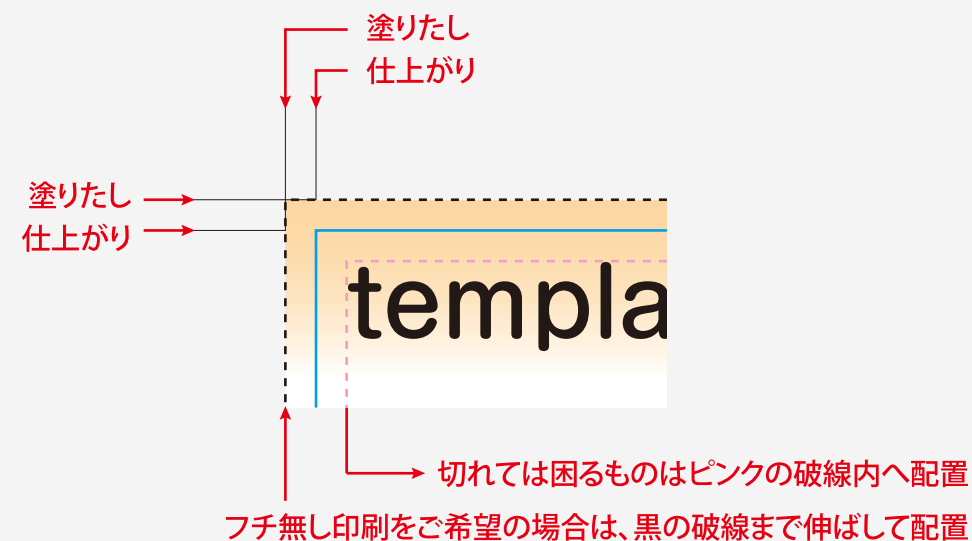 塗りたし
仕上がり
塗りたし
仕上がり
templa
切れては困るものはピンクの破線内へ配置
フチ無し印刷をご希望の場合は、黒の破線まで伸ばして配置